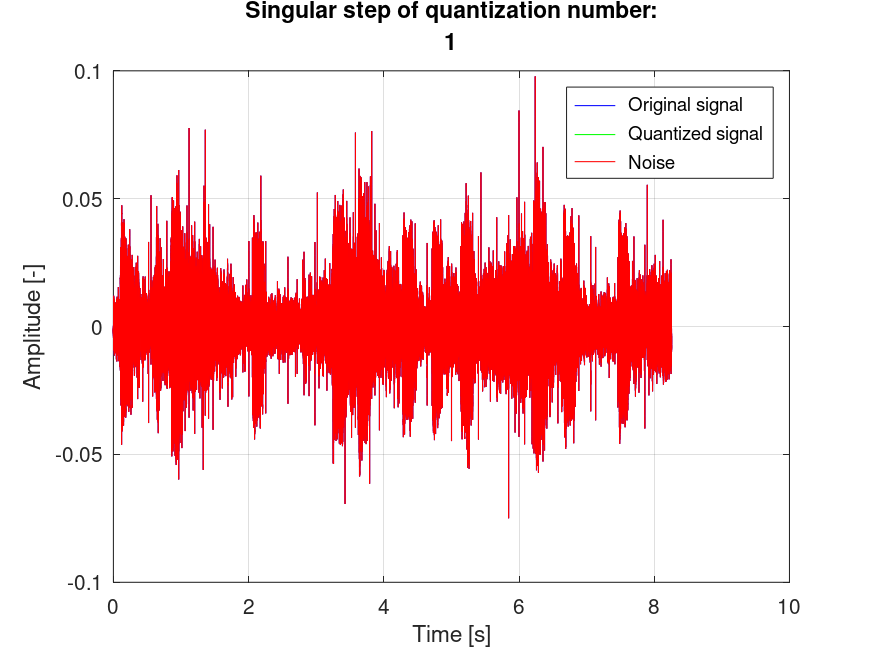 Singular step of quantization number:
1
0.1
0.05
0
-0.05
-0.1
Amplitude [-]
Original signal
Quantized signal
Noise
0
2
4
6
8
10
Time [s]